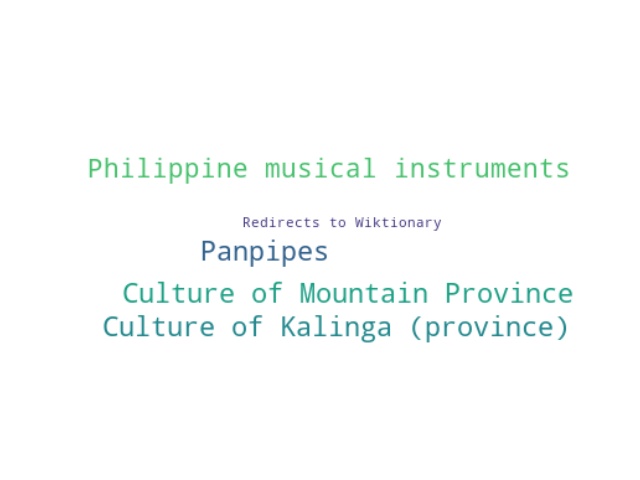 Philippine musical instruments
Redirects to Wiktionary
Panpipes
Culture of Mountain Province
Culture of Kalinga (province)